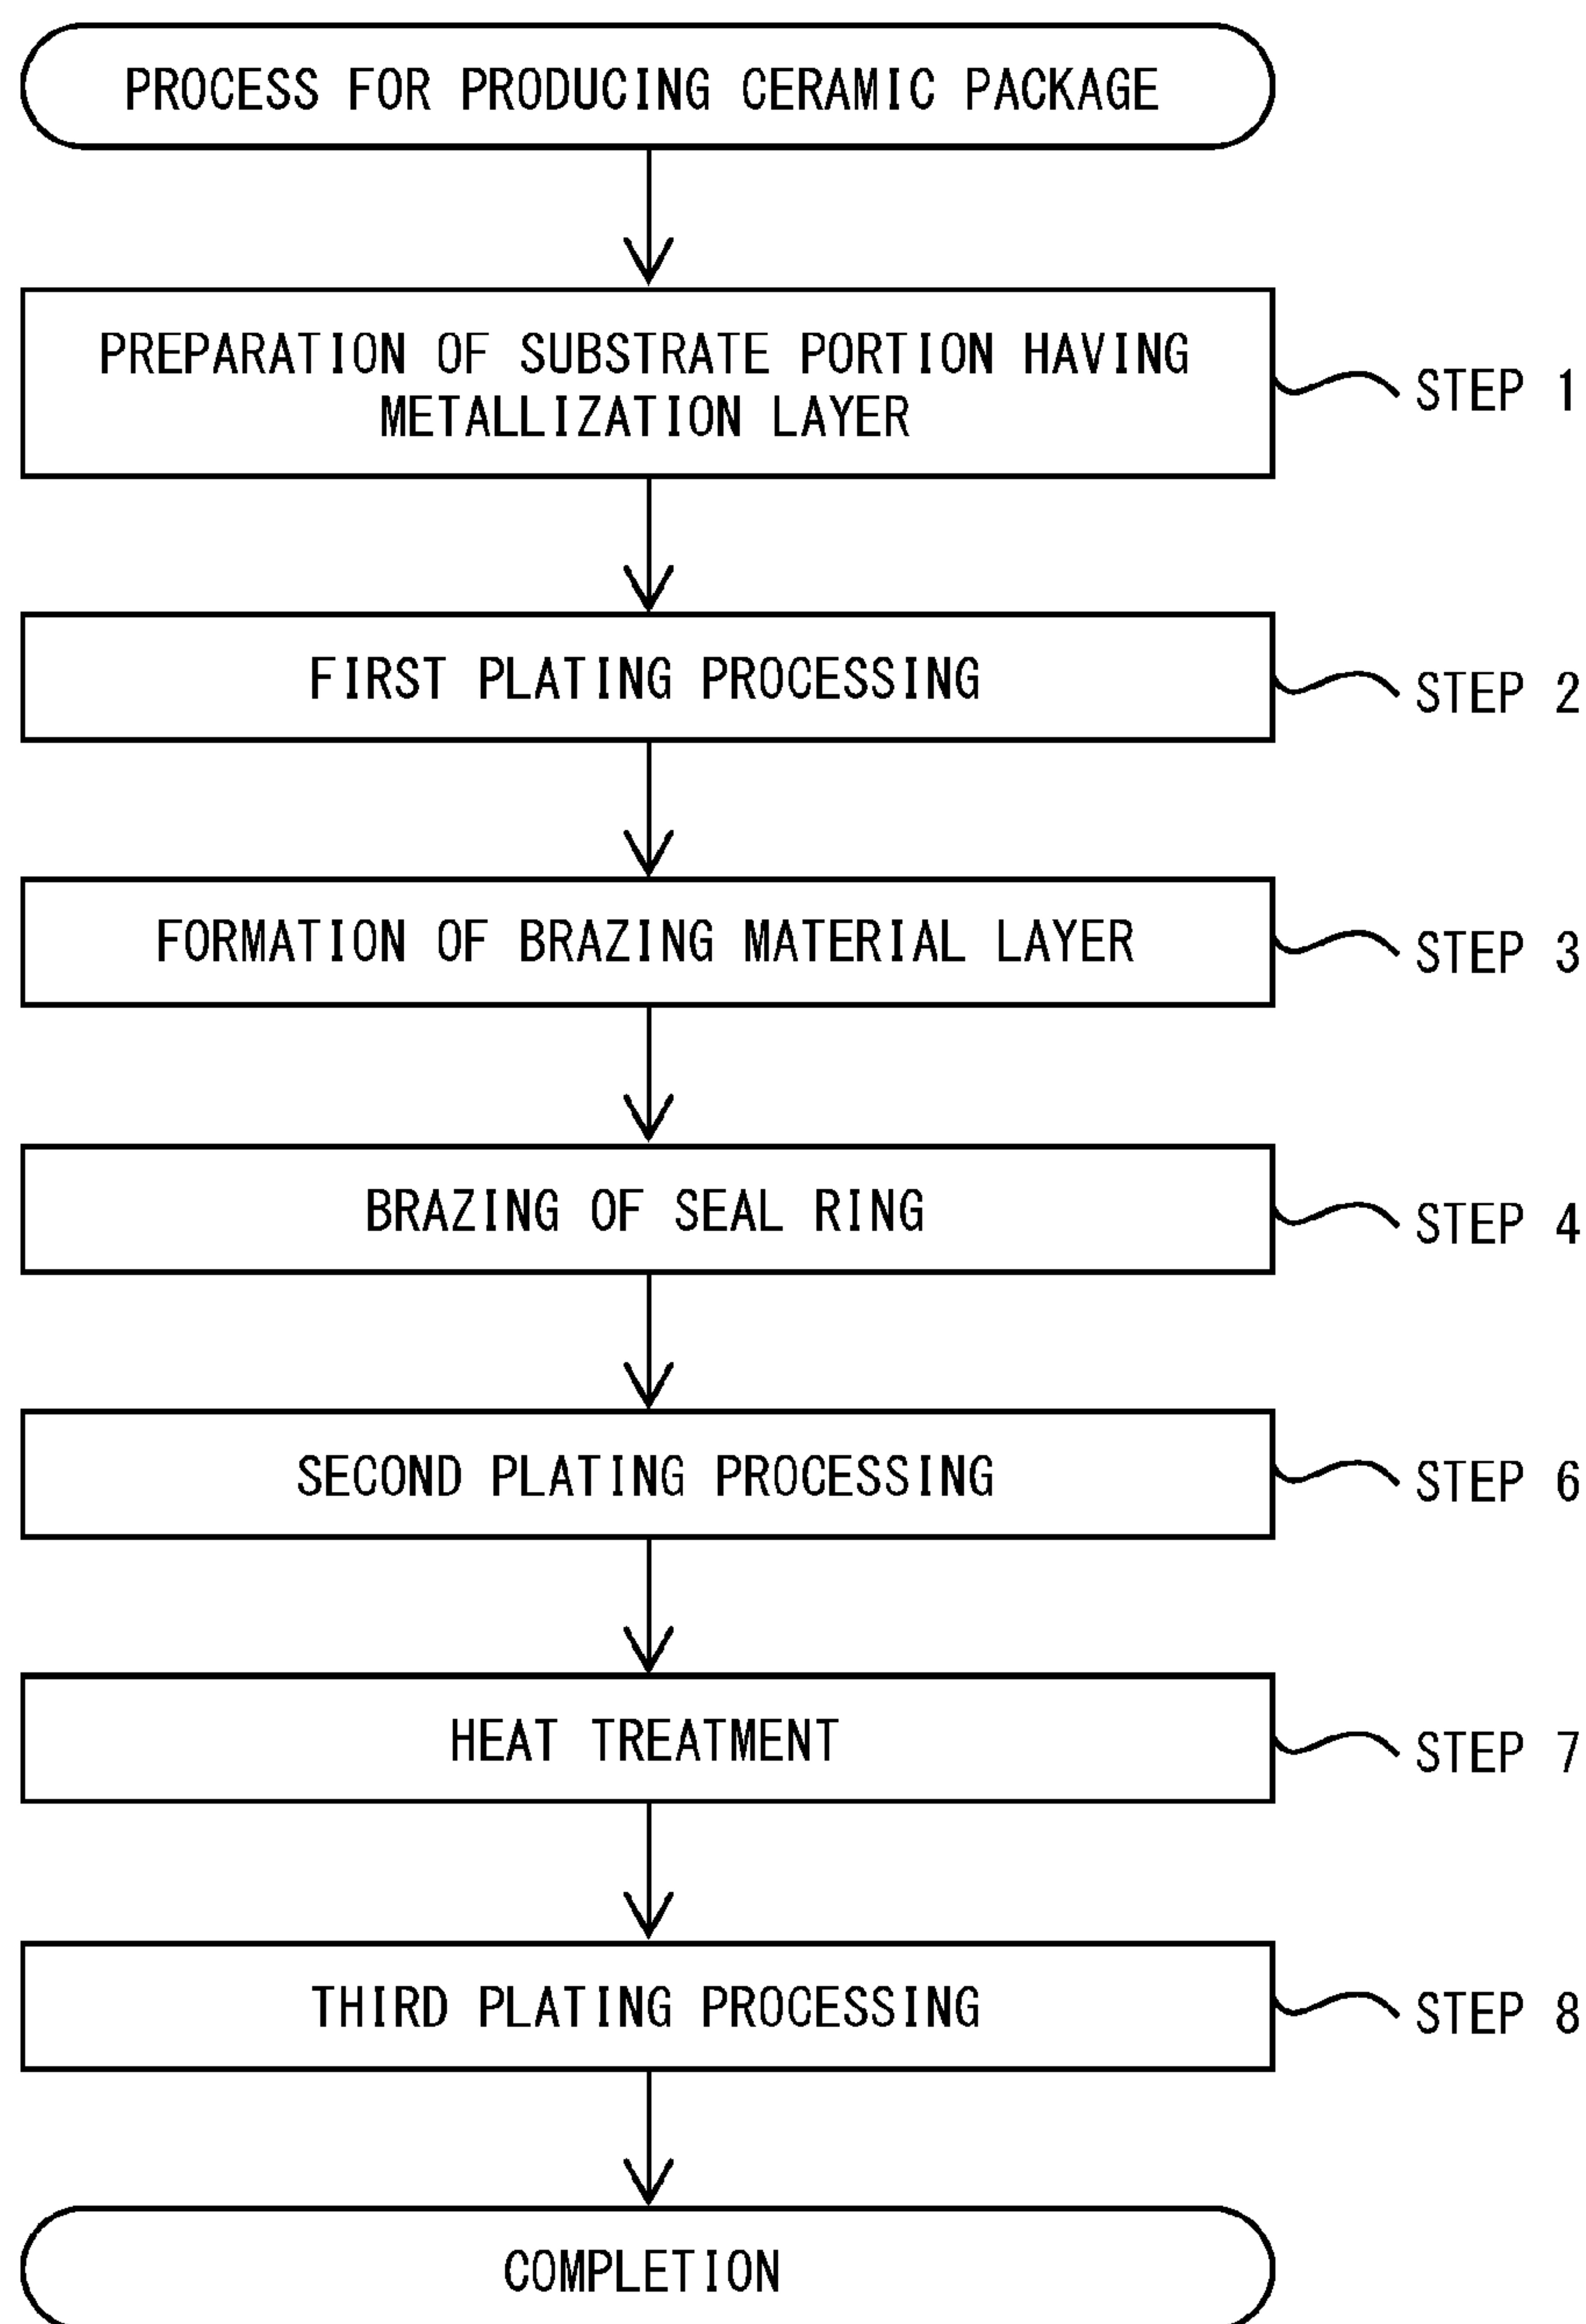 PROCESS FOR PRODUCING CERAMIC PACKAGE
PREPARATION OF SUBSTRATE PORTION HAVING
METALLIZATION LAYER
STEP 1
FIRST PLATING PROCESSING
STEP 2
FORMATION OF BRAZING MATERIAL LAYER
STEP 3
BRAZING OF SEAL RING
STEP 4
SECOND PLATING PROCESSING
STEP 6
HEAT TREATMENT
STEP 7
THIRD PLATING PROCESSING
STEP 8
COMPLETION